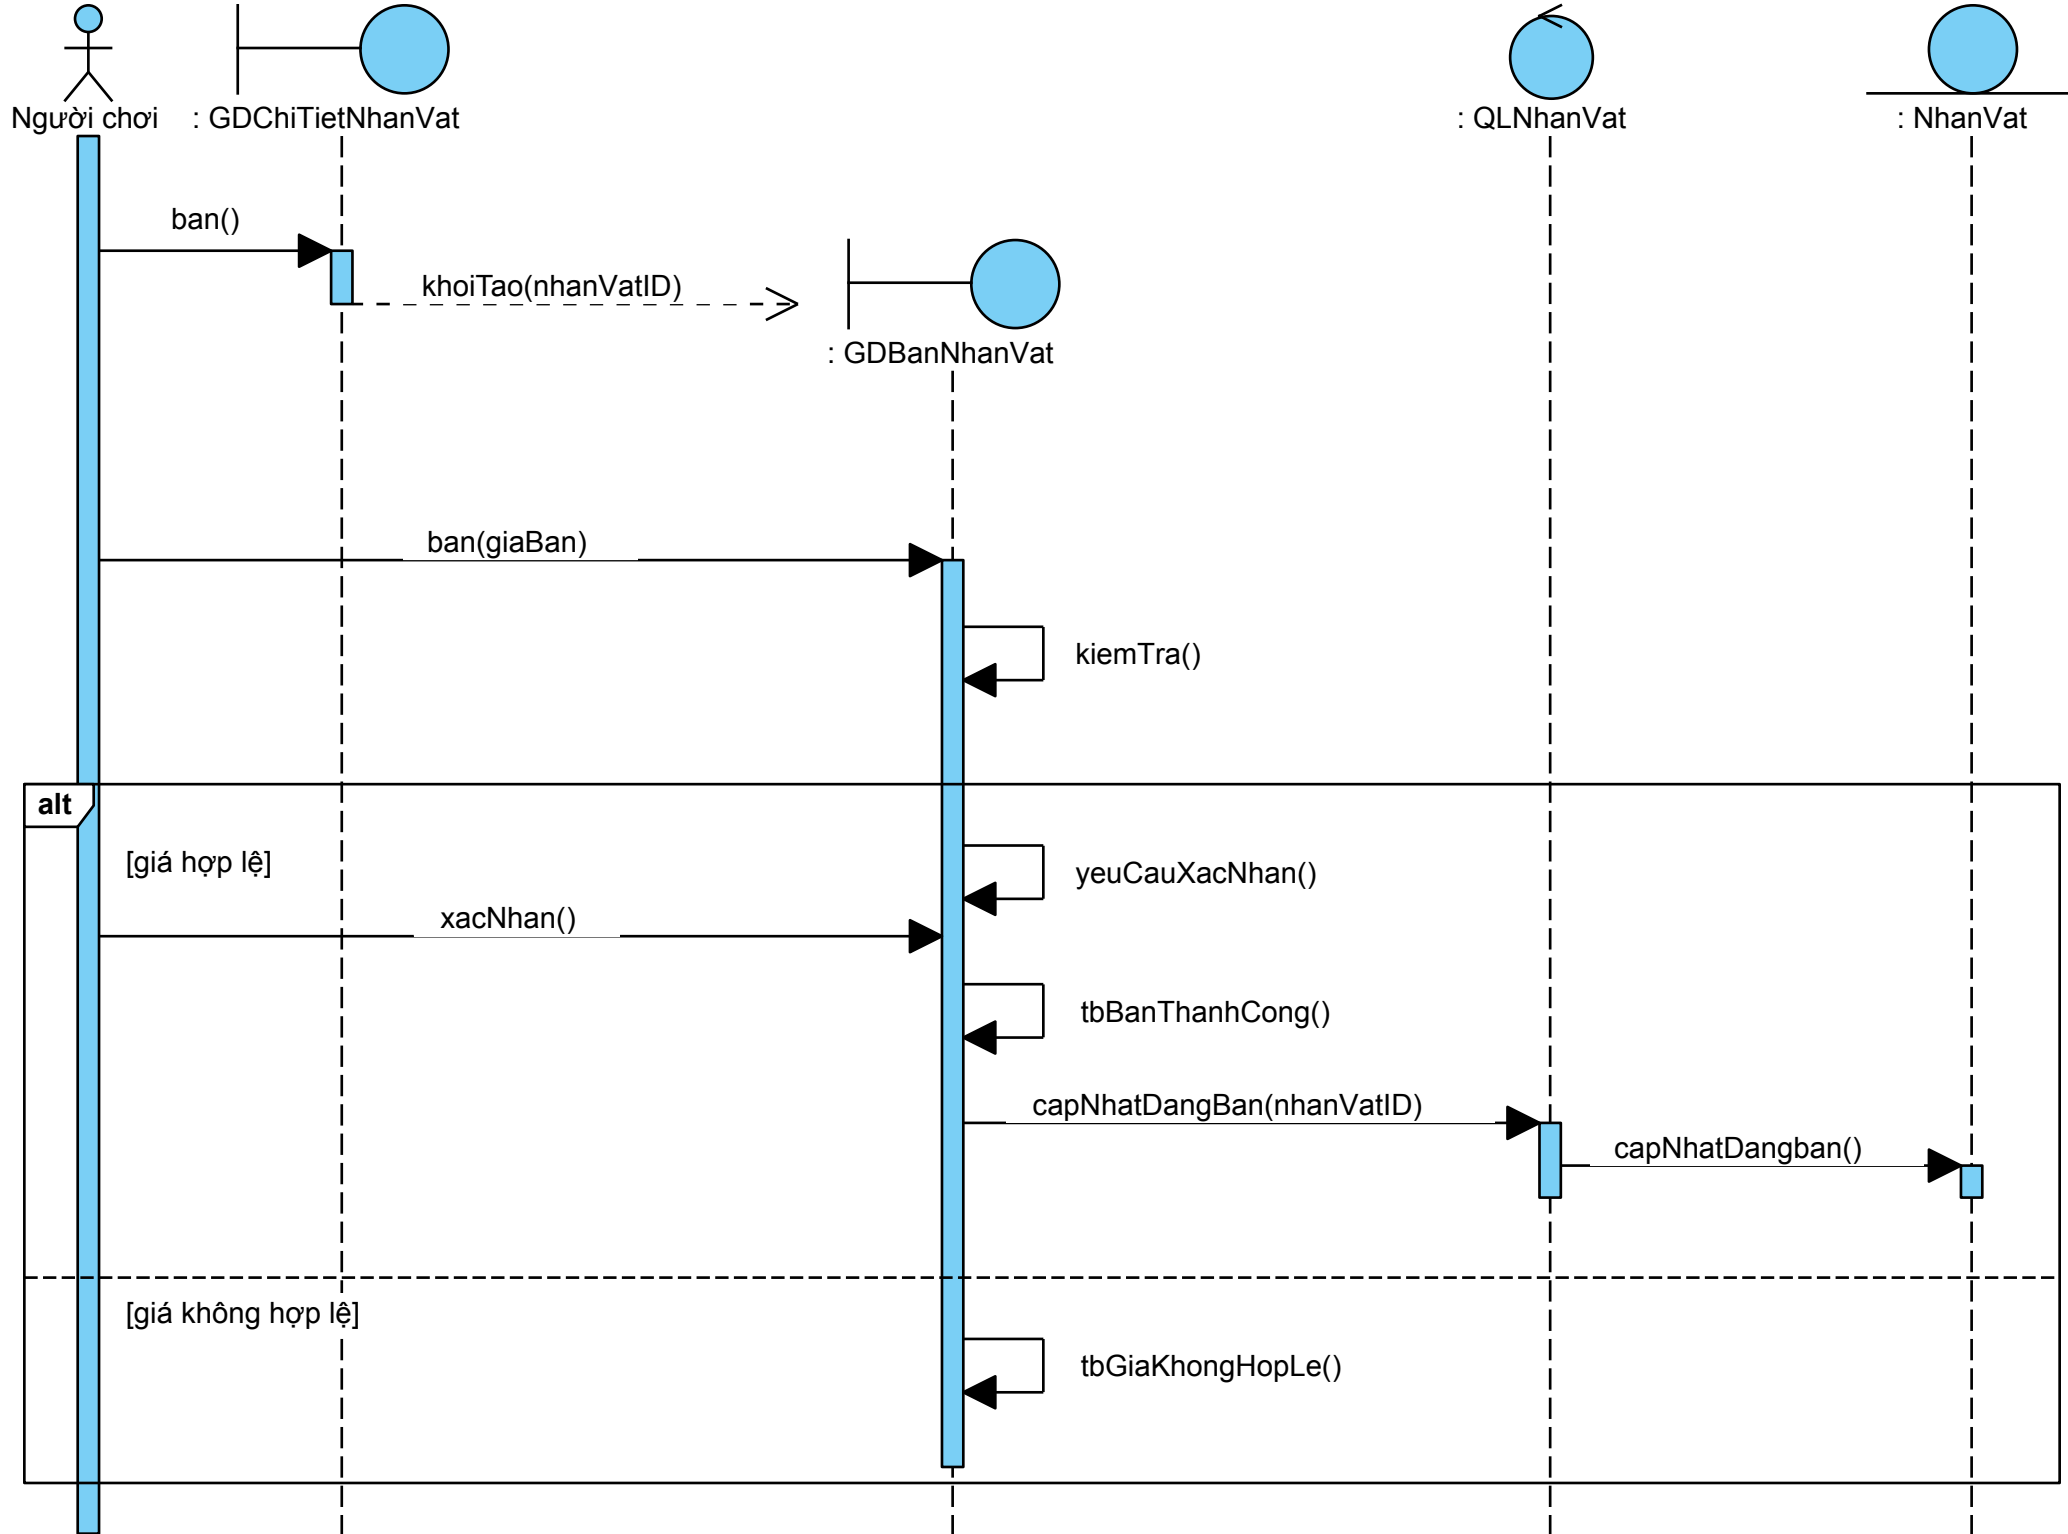 Người chơi
: GDChiTietNhanVat
: QLNhanVat
: NhanVat
ban()
khoiTao(nhanVatID)
: GDBanNhanVat
ban(giaBan)
kiemTra()
alt
[giá hợp lệ]
yeuCauXacNhan()
xacNhan()
tbBanThanhCong()
capNhatDangBan(nhanVatID)
capNhatDangban()
[giá không hợp lệ]
tbGiaKhongHopLe()